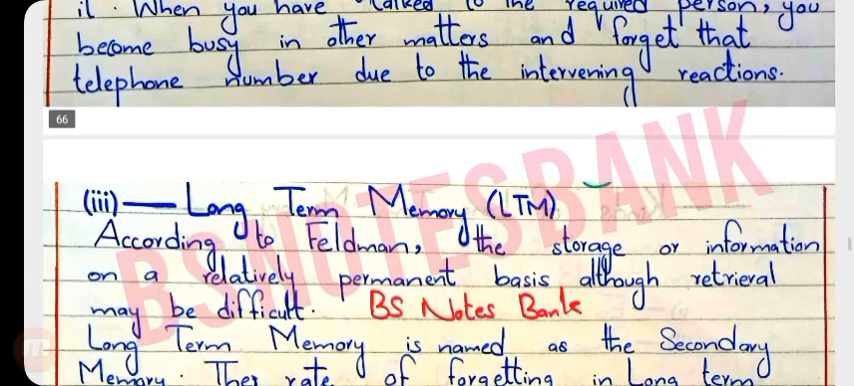 it. When you have talked to the required person, you
become busy in other matters and forget that
telephone number due to the intervening reactions.
66
(iii) — Long Term Memory (LTM)
According to Feldman, the storage or information
on a relatively permanent basis although retrieval
may be difficult. BS Notes Bank
Long Term Memory is named as the Secondary
Memory. Ther rate of forgetting in Long term
BSNOTESBANK